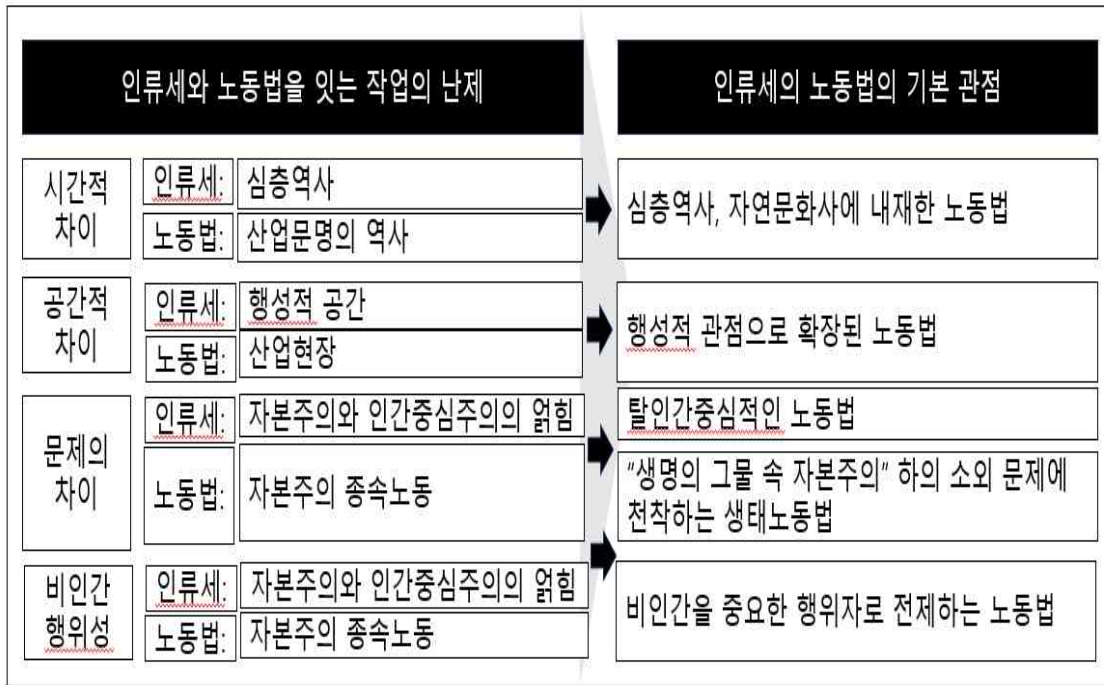 인류세와 노동법을 잇는 작업의 난제
인류세의 노동법의 기본 관점
시간적
차이
인류세: 심층역사
노동법: 산업문명의 역사
심층역사, 자연문화사에 내재한 노동법
공간적
차이
인류세: 행성적 공간
노동법: 산업현장
행성적 관점으로 확장된 노동법
문제의
차이
인류세: 자본주의와 인간중심주의의 얽힘
노동법: 자본주의 종속노동
탈인간중심적인 노동법
"생명의 그물 속 자본주의" 하의 소외 문제에
천착하는 생태노동법
비인간
행위성
인류세: 자본주의와 인간중심주의의 얽힘
노동법: 자본주의 종속노동
비인간을 중요한 행위자로 전제하는 노동법